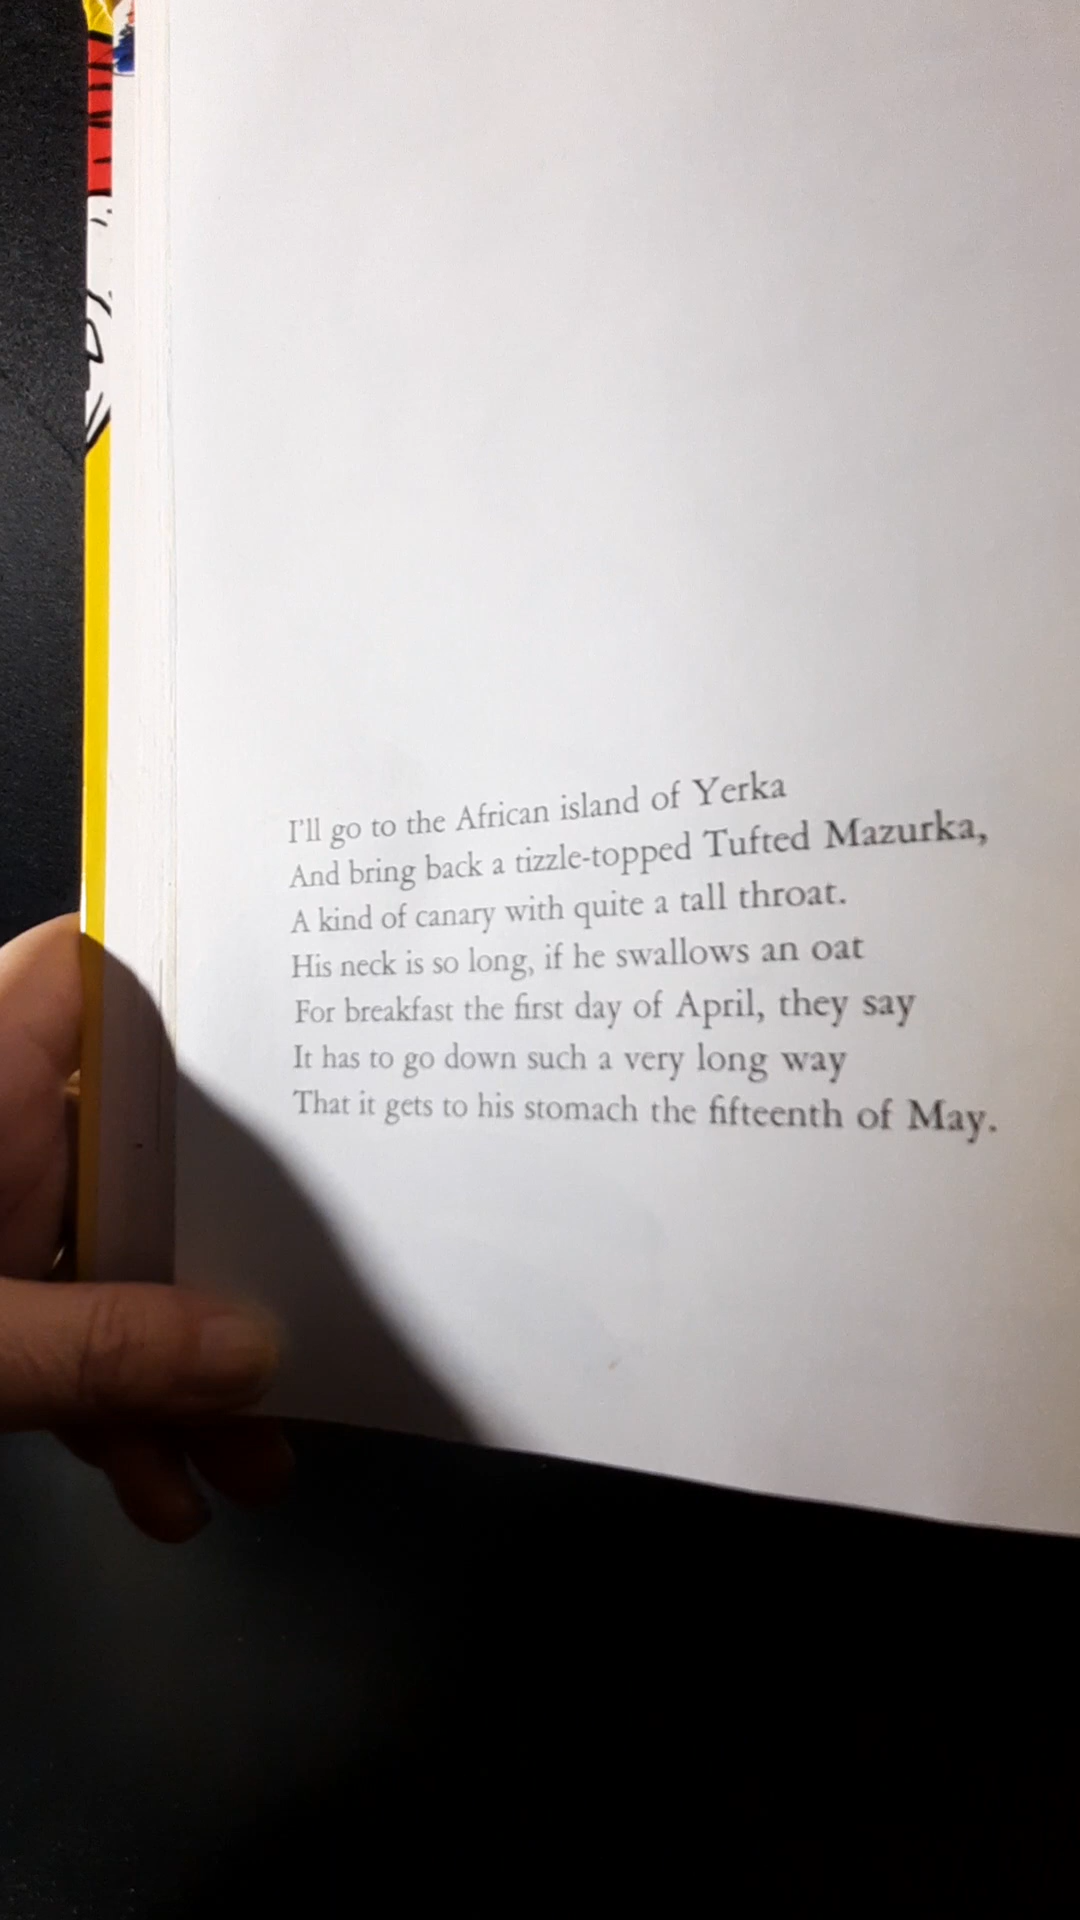 I'll go to the African island of Yerka
And bring back a tizzle-topped Tufted Mazurka,
A kind of canary with quite a tall throat.
His neck is so long, if he swallows an oat
For breakfast the first day of April, they say
It has to go down such a very long way
That it gets to his stomach the fifteenth of May.